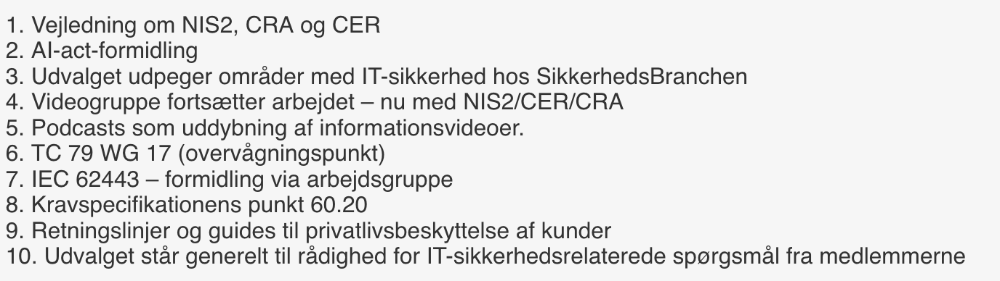 1. Vejledning om NIS2, CRA og CER
2. AI-act-formidling
3. Udvalget udpeger områder med IT-sikkerhed hos SikkerhedsBranchen
4. Videogruppe fortsætter arbejdet – nu med NIS2/CER/CRA
5. Podcasts som uddybning af informationsvideoer.
6. TC 79 WG 17 (overvågningspunkt)
7. IEC 62443 – formidling via arbejdsgruppe
8. Kravspecifikationens punkt 60.20
9. Retningslinjer og guides til privatlivsbeskyttelse af kunder
10. Udvalget står generelt til rådighed for IT-sikkerhedsrelaterede spørgsmål fra medlemmerne